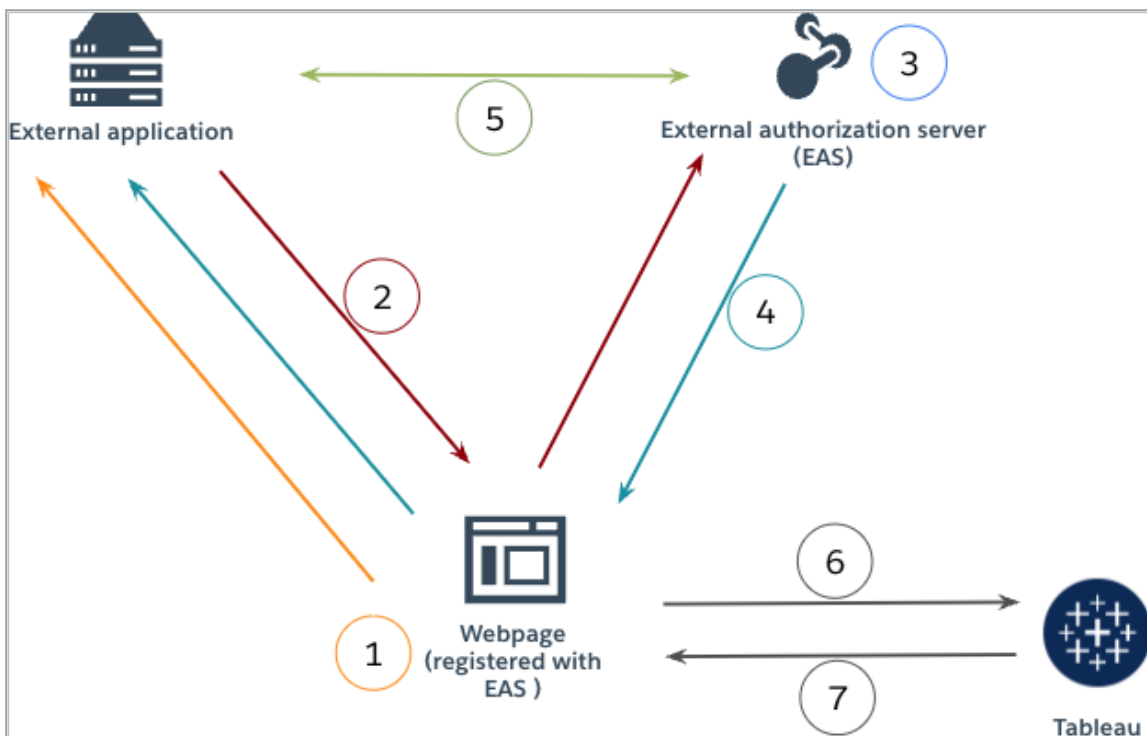 3
5
External application
External authorization server
(EAS)
2
4
6
1
Webpage
(registered with
EAS )
7
Tableau